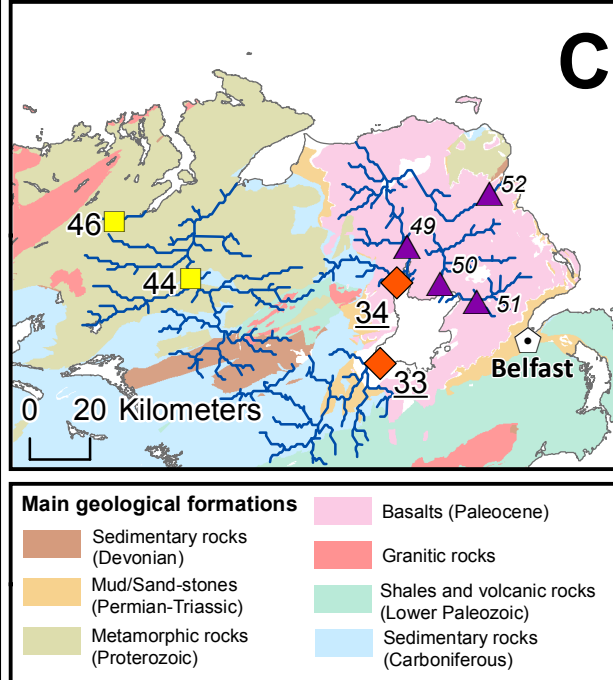 C
52
46
49
44
50
51
34
Belfast
33
0 20 Kilometers
Main geological formations
Sedimentary rocks
(Devonian)
Mud/Sand-stones
(Permian-Triassic)
Metamorphic rocks
(Proterozoic)
Basalts (Paleocene)
Granitic rocks
Shales and volcanic rocks
(Lower Paleozoic)
Sedimentary rocks
(Carboniferous)